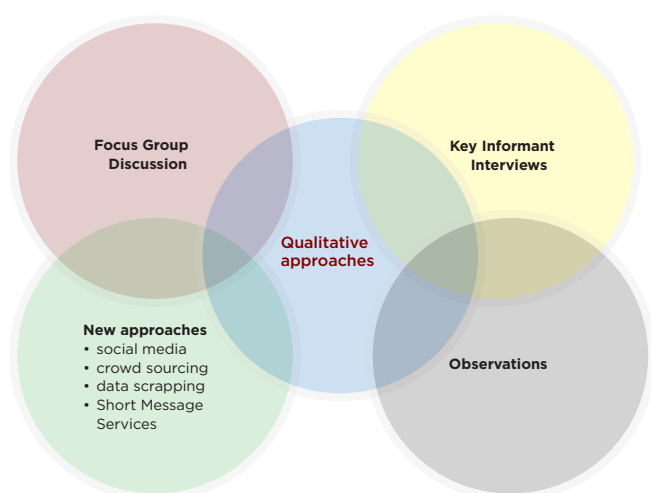 Focus Group
Discussion
Key Informant
Interviews
Qualitative
approaches
New approaches
• social media
• crowd sourcing
• data scrapping
• Short Message
Services
Observations